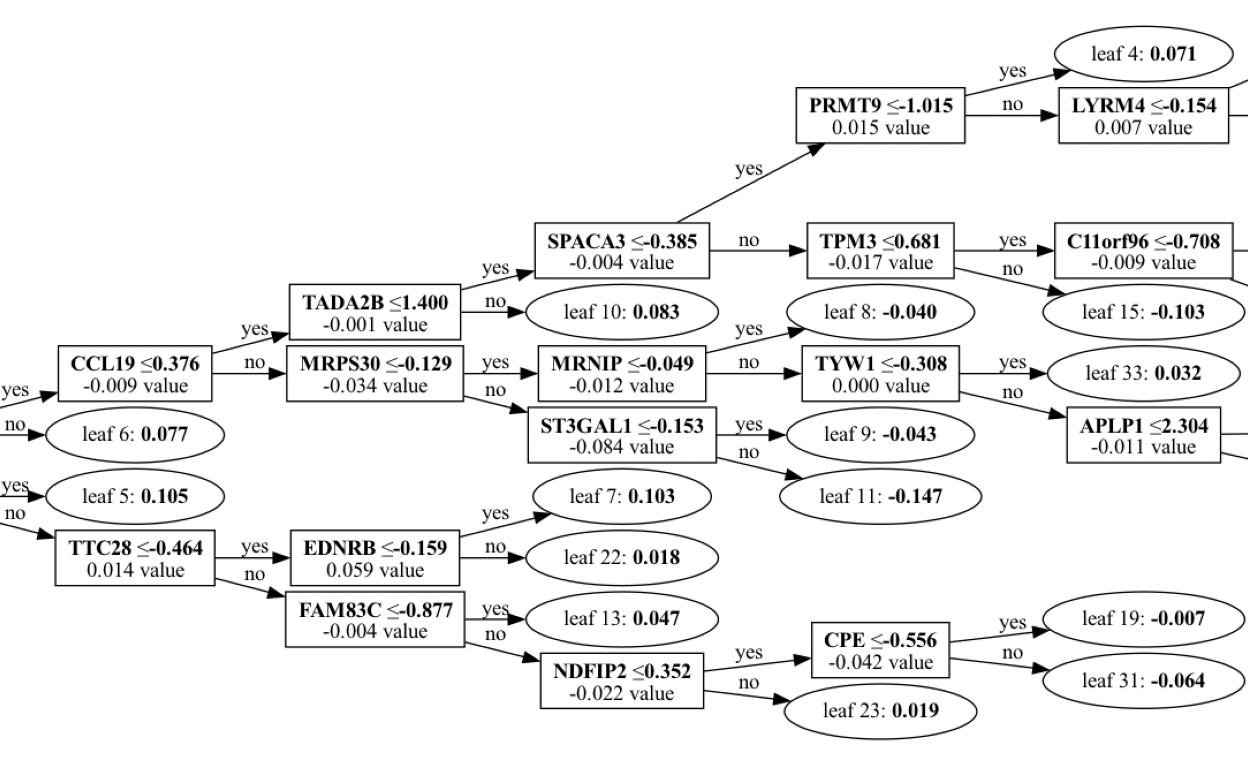 leaf 4: 0.071
yes
PRMT9 ≤-1.015
0.015 value
no
LYRM4 ≤-0.154
0.007 value
yes
SPACA3 ≤-0.385
-0.004 value
no
TPM3 ≤0.681
-0.017 value
yes
C11orf96 ≤-0.708
-0.009 value
no
leaf 15: -0.103
yes
TADA2B ≤1.400
-0.001 value
no
leaf 10: 0.083
leaf 8: -0.040
yes
yes
CCL19 ≤0.376
-0.009 value
yes
no
MRPS30 ≤-0.129
-0.034 value
yes
MRNIP ≤-0.049
-0.012 value
no
TYW1 ≤-0.308
0.000 value
yes
leaf 33: 0.032
no
APLP1 ≤2.304
-0.011 value
no
ST3GAL1 ≤-0.153
-0.084 value
yes
leaf 9: -0.043
no
leaf 11: -0.147
no
leaf 6: 0.077
yes
leaf 5: 0.105
no
TTC28 ≤-0.464
0.014 value
yes
EDNRB ≤-0.159
0.059 value
yes
leaf 7: 0.103
no
leaf 22: 0.018
no
FAM83C ≤-0.877
-0.004 value
yes
leaf 13: 0.047
no
NDFIP2 ≤0.352
-0.022 value
yes
CPE ≤-0.556
-0.042 value
yes
leaf 19: -0.007
no
leaf 31: -0.064
no
leaf 23: 0.019